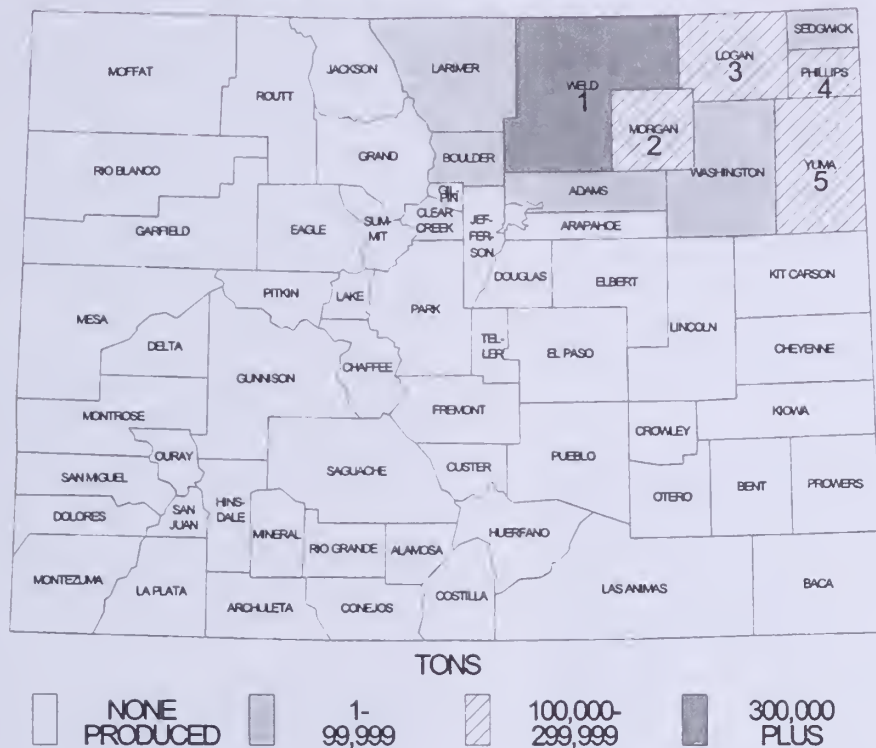 SEDGWICK
MOFFAT
JACKSON
LARIMER
LOGAN
3
ROUTT
WELD
1
PHILLIPS
4
MORGAN
2
GRAND
BOULDER
RIO BLANCO
WASHINGTON
YUMA
5
GIL-
PIN
ADAMS
CLEAR
CREEK
GARFIELD
EAGLE
SUM-
MIT
JEF-
FER-
SON
ARAPAHOE
DOUGLAS
ELBERT
KIT CARSON
PITKIN
LAKE
PARK
MESA
LINCOLN
DELTA
TEL-
LER
EL PASO
CHEYENNE
CHAFFEE
GUNNISON
MONTROSE
FREMONT
KIOWA
CROWLEY
OURAY
SAGUACHE
CUSTER
PUEBLO
SAN MIGUEL
OTERO
BENT
PROWERS
DOLORES
SAN
JUAN
HINS-
DALE
MINERAL
RIO GRANDE
ALAMOSA
HUERFANO
MONTEZUMA
LA PLATA
ARCHULETA
CONEJOS
COSTILLA
LAS ANIMAS
BACA
TONS
NONE
PRODUCED
1-
99,999
100,000-
299,999
300,000
PLUS